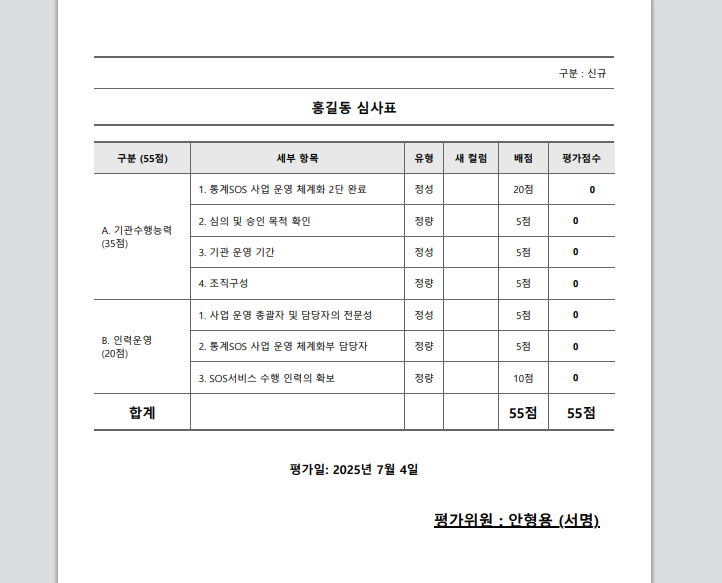 구분 : 신규
홍길동 심사표
구분 (55점) 세부 항목 유형 새 컬럼 배점 평가점수
A. 기관수행능력
(35점)
1. 통계SOS 사업 운영 체계화 2단 완료 정성 20점 0
2. 심의 및 승인 목적 확인 정량 5점 0
3. 기관 운영 기간 정성 5점 0
4. 조직구성 정량 5점 0
B. 인력운영
(20점)
1. 사업 운영 총괄자 및 담당자의 전문성 정성 5점 0
2. 통계SOS 사업 운영 체계화부 담당자 정량 5점 0
3. SOS서비스 수행 인력의 확보 정량 10점 0
합계 55점 55점
평가일: 2025년 7월 4일
평가위원 : 안형용 (서명)